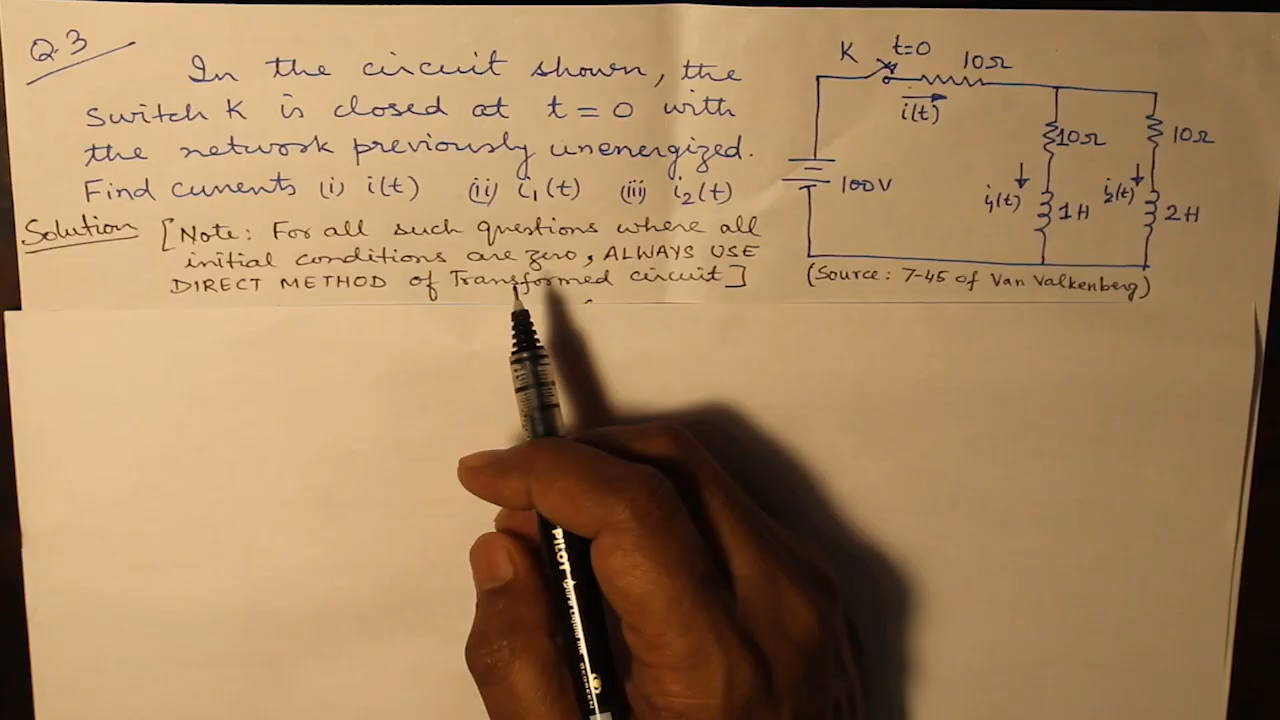 Q.3
In the circuit shown, the
switch K is closed at t = 0 with
the network previously unenergized.
Find currents (i) i(t) (ii) i₁(t) (iii) i₂(t)
Solution [Note: For all such questions where all
initial conditions are zero, ALWAYS USE
DIRECT METHOD of Transformed circuit]
K t=0 10Ω
i(t)
10Ω 10Ω
100V i₁(t) 1H i₂(t) 2H
(Source: 7-45 of Van Valkenberg)
PILOT